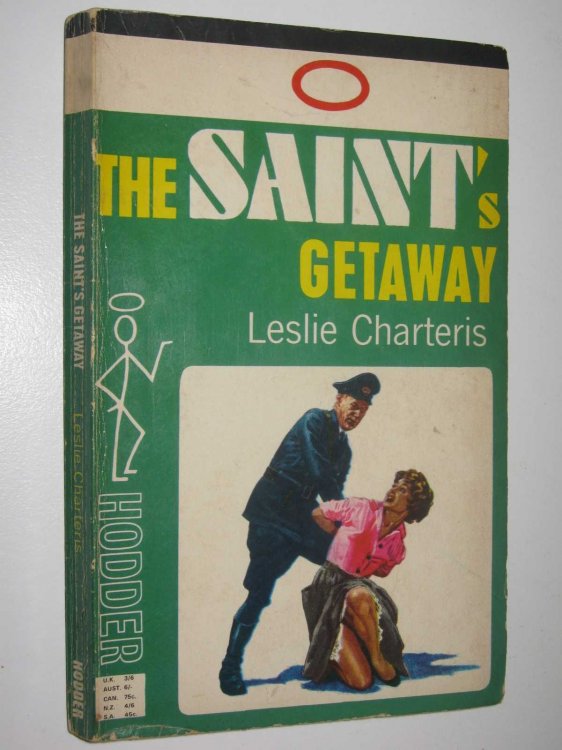 THE SAINT's
GETAWAY
Leslie Charteris
HODDER
U.K. 3/6
AUST. 6/-
CAN. 75c.
N.Z. 4/6
S.A. 45c.
THE SAINT'S GETAWAY
Leslie Charteris
HODDER